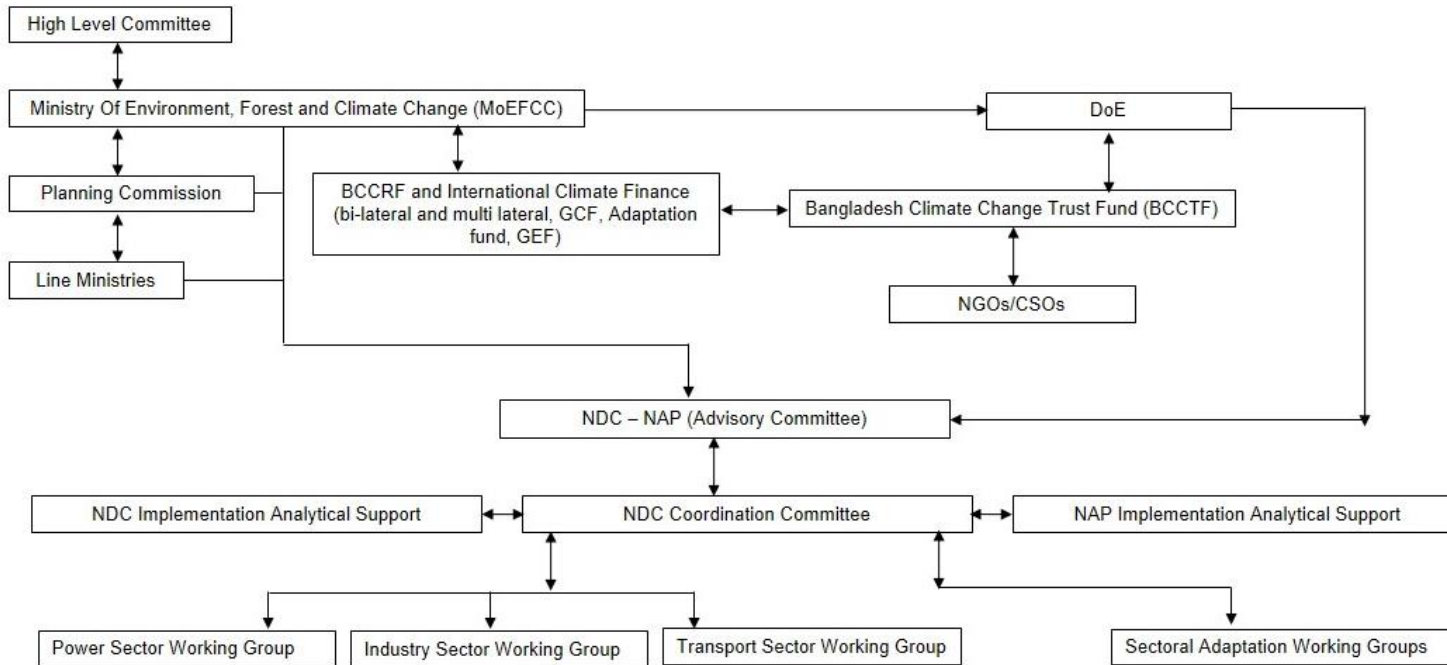 High Level Committee
Ministry Of Environment, Forest and Climate Change (MoEFCC)
DoE
Planning Commission
BCCRF and International Climate Finance
(bi-lateral and multi lateral, GCF, Adaptation
fund, GEF)
Bangladesh Climate Change Trust Fund (BCCTF)
Line Ministries
NGOs/CSOs
NDC – NAP (Advisory Committee)
NDC Implementation Analytical Support
NDC Coordination Committee
NAP Implementation Analytical Support
Power Sector Working Group
Industry Sector Working Group
Transport Sector Working Group
Sectoral Adaptation Working Groups